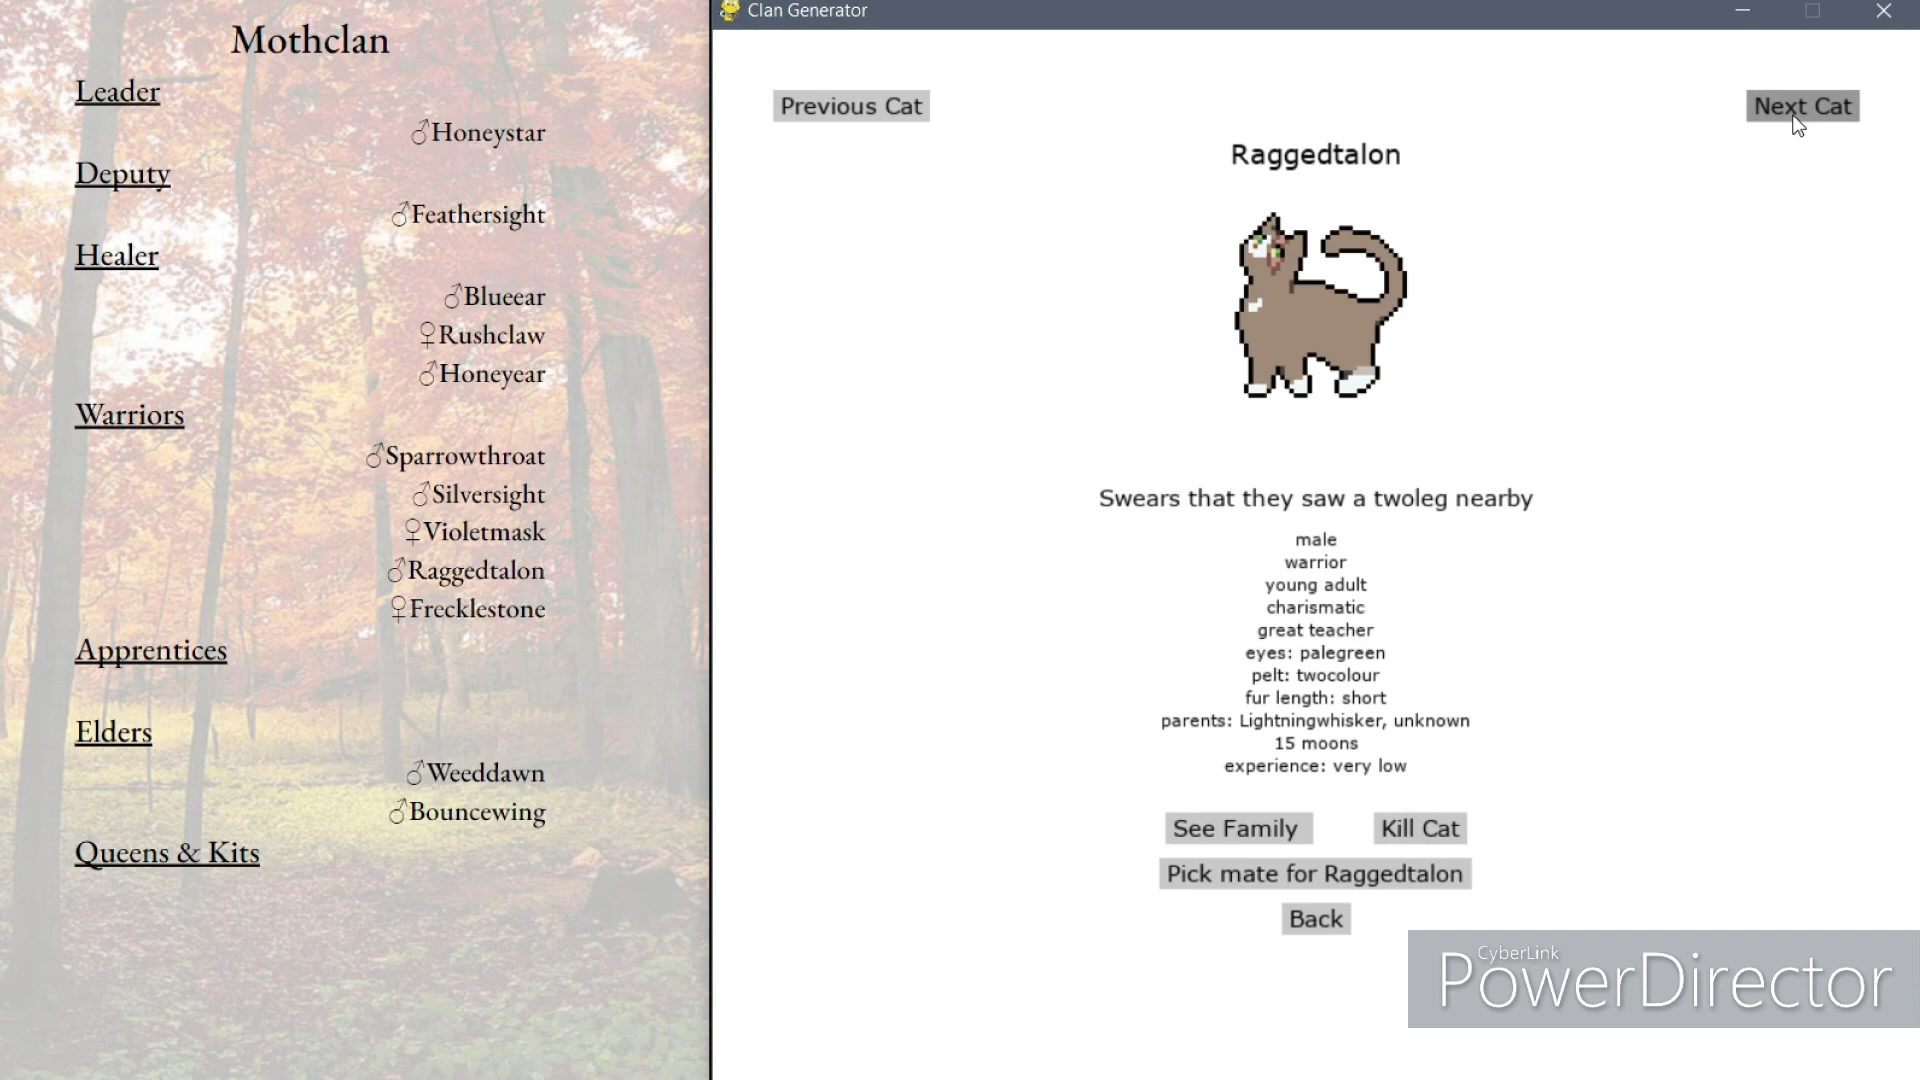 Mothclan
Leader
♂Honeystar
Deputy
♂Feathersight
Healer
♂Blueear
♀Rushclaw
♂Honeyear
Warriors
♂Sparrowthroat
♂Silversight
♀Violetmask
♂Raggedtalon
♀Frecklestone
Apprentices
Elders
♂Weeddawn
♂Bouncewing
Queens & Kits
Clan Generator
Previous Cat
Next Cat
Raggedtalon
Swears that they saw a twoleg nearby
male
warrior
young adult
charismatic
great teacher
eyes: palegreen
pelt: twocolour
fur length: short
parents: Lightningwhisker, unknown
15 moons
experience: very low
See Family
Kill Cat
Pick mate for Raggedtalon
Back
CyberLink
PowerDirector